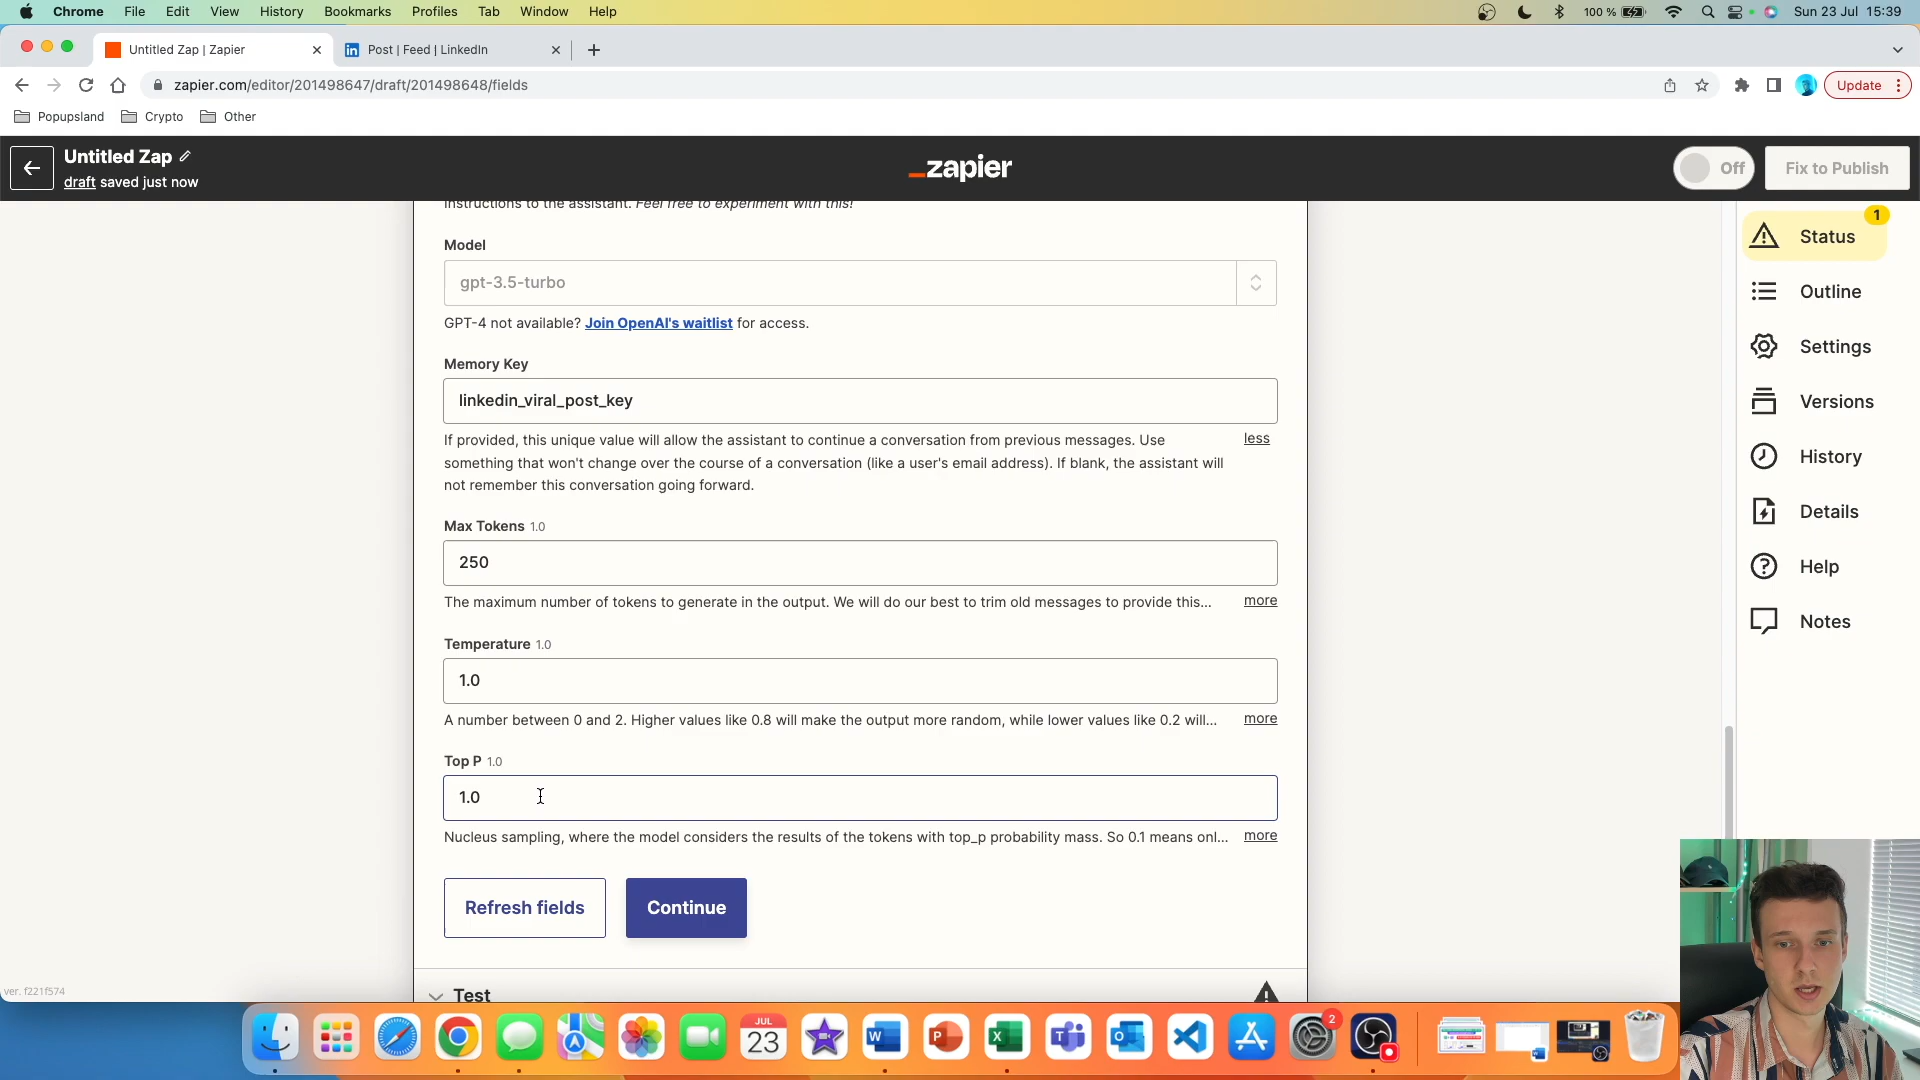 Chrome File Edit View History Bookmarks Profiles Tab Window Help
100 % Sun 23 Jul 15:39
Untitled Zap | Zapier
Post | Feed | LinkedIn
zapier.com/editor/201498647/draft/201498648/fields
Update
Popupsland Crypto Other
Untitled Zap
draft saved just now
zapier
Off
Fix to Publish
instructions to the assistant. Feel free to experiment with this!
Model
gpt-3.5-turbo
GPT-4 not available? Join OpenAI's waitlist for access.
Memory Key
linkedin_viral_post_key
If provided, this unique value will allow the assistant to continue a conversation from previous messages. Use
less
something that won't change over the course of a conversation (like a user's email address). If blank, the assistant will
not remember this conversation going forward.
Max Tokens 1.0
250
The maximum number of tokens to generate in the output. We will do our best to trim old messages to provide this...
more
Temperature 1.0
1.0
A number between 0 and 2. Higher values like 0.8 will make the output more random, while lower values like 0.2 will...
more
Top P 1.0
1.0
Nucleus sampling, where the model considers the results of the tokens with top_p probability mass. So 0.1 means onl...
more
Refresh fields
Continue
Test
1
Status
Outline
Settings
Versions
History
Details
Help
Notes
ver. f221f574
JUL
23
2